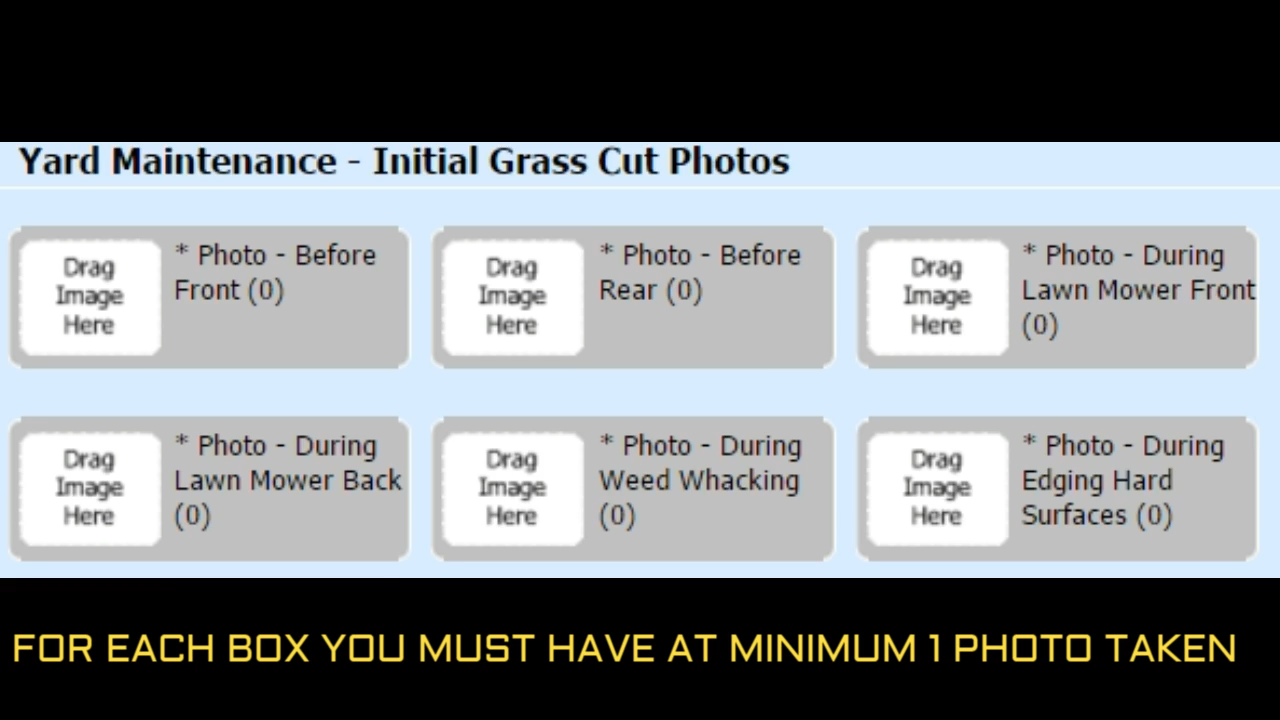 Yard Maintenance - Initial Grass Cut Photos
Drag
Image
Here
* Photo - Before
Front (0)
Drag
Image
Here
* Photo - Before
Rear (0)
Drag
Image
Here
* Photo - During
Lawn Mower Front
(0)
Drag
Image
Here
* Photo - During
Lawn Mower Back
(0)
Drag
Image
Here
* Photo - During
Weed Whacking
(0)
Drag
Image
Here
* Photo - During
Edging Hard
Surfaces (0)
FOR EACH BOX YOU MUST HAVE AT MINIMUM 1 PHOTO TAKEN